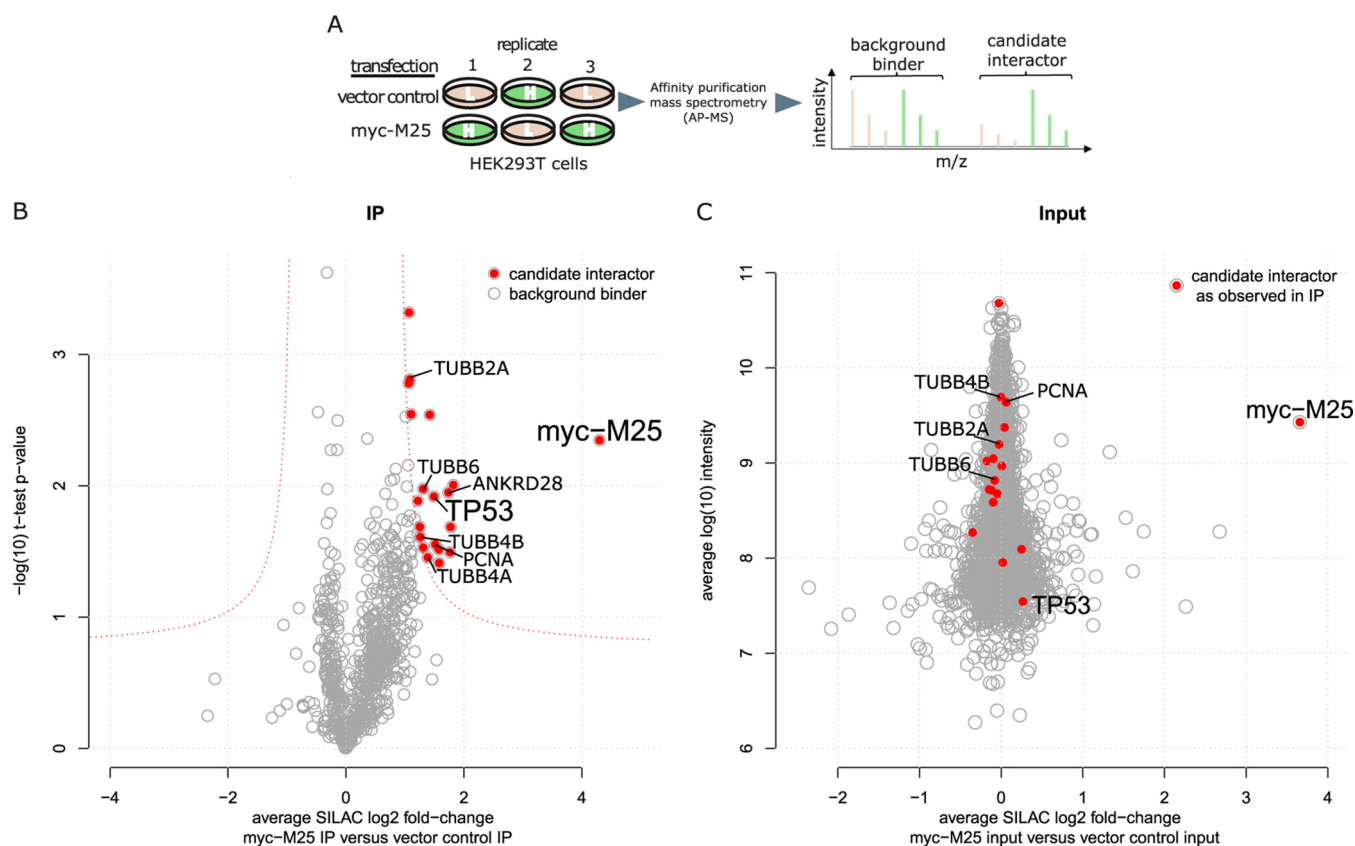 A
replicate
transfection
1 2 3
vector control
L H L
myc-M25
H L H
HEK293T cells
Affinity purification
mass spectrometry
(AP-MS)
background
binder
candidate
interactor
intensity
m/z
B
IP
candidate interactor
background binder
TUBB2A
myc−M25
TUBB6
ANKRD28
TP53
TUBB4B
PCNA
TUBB4A
−log(10) t−test p−value
0
1
2
3
−4 −2 0 2 4
average SILAC log2 fold−change
myc−M25 IP versus vector control IP
C
Input
candidate interactor
as observed in IP
TUBB4B
PCNA
myc−M25
TUBB2A
TUBB6
TP53
average log(10) intensity
6
7
8
9
10
11
−2 −1 0 1 2 3 4
average SILAC log2 fold−change
myc−M25 input versus vector control input